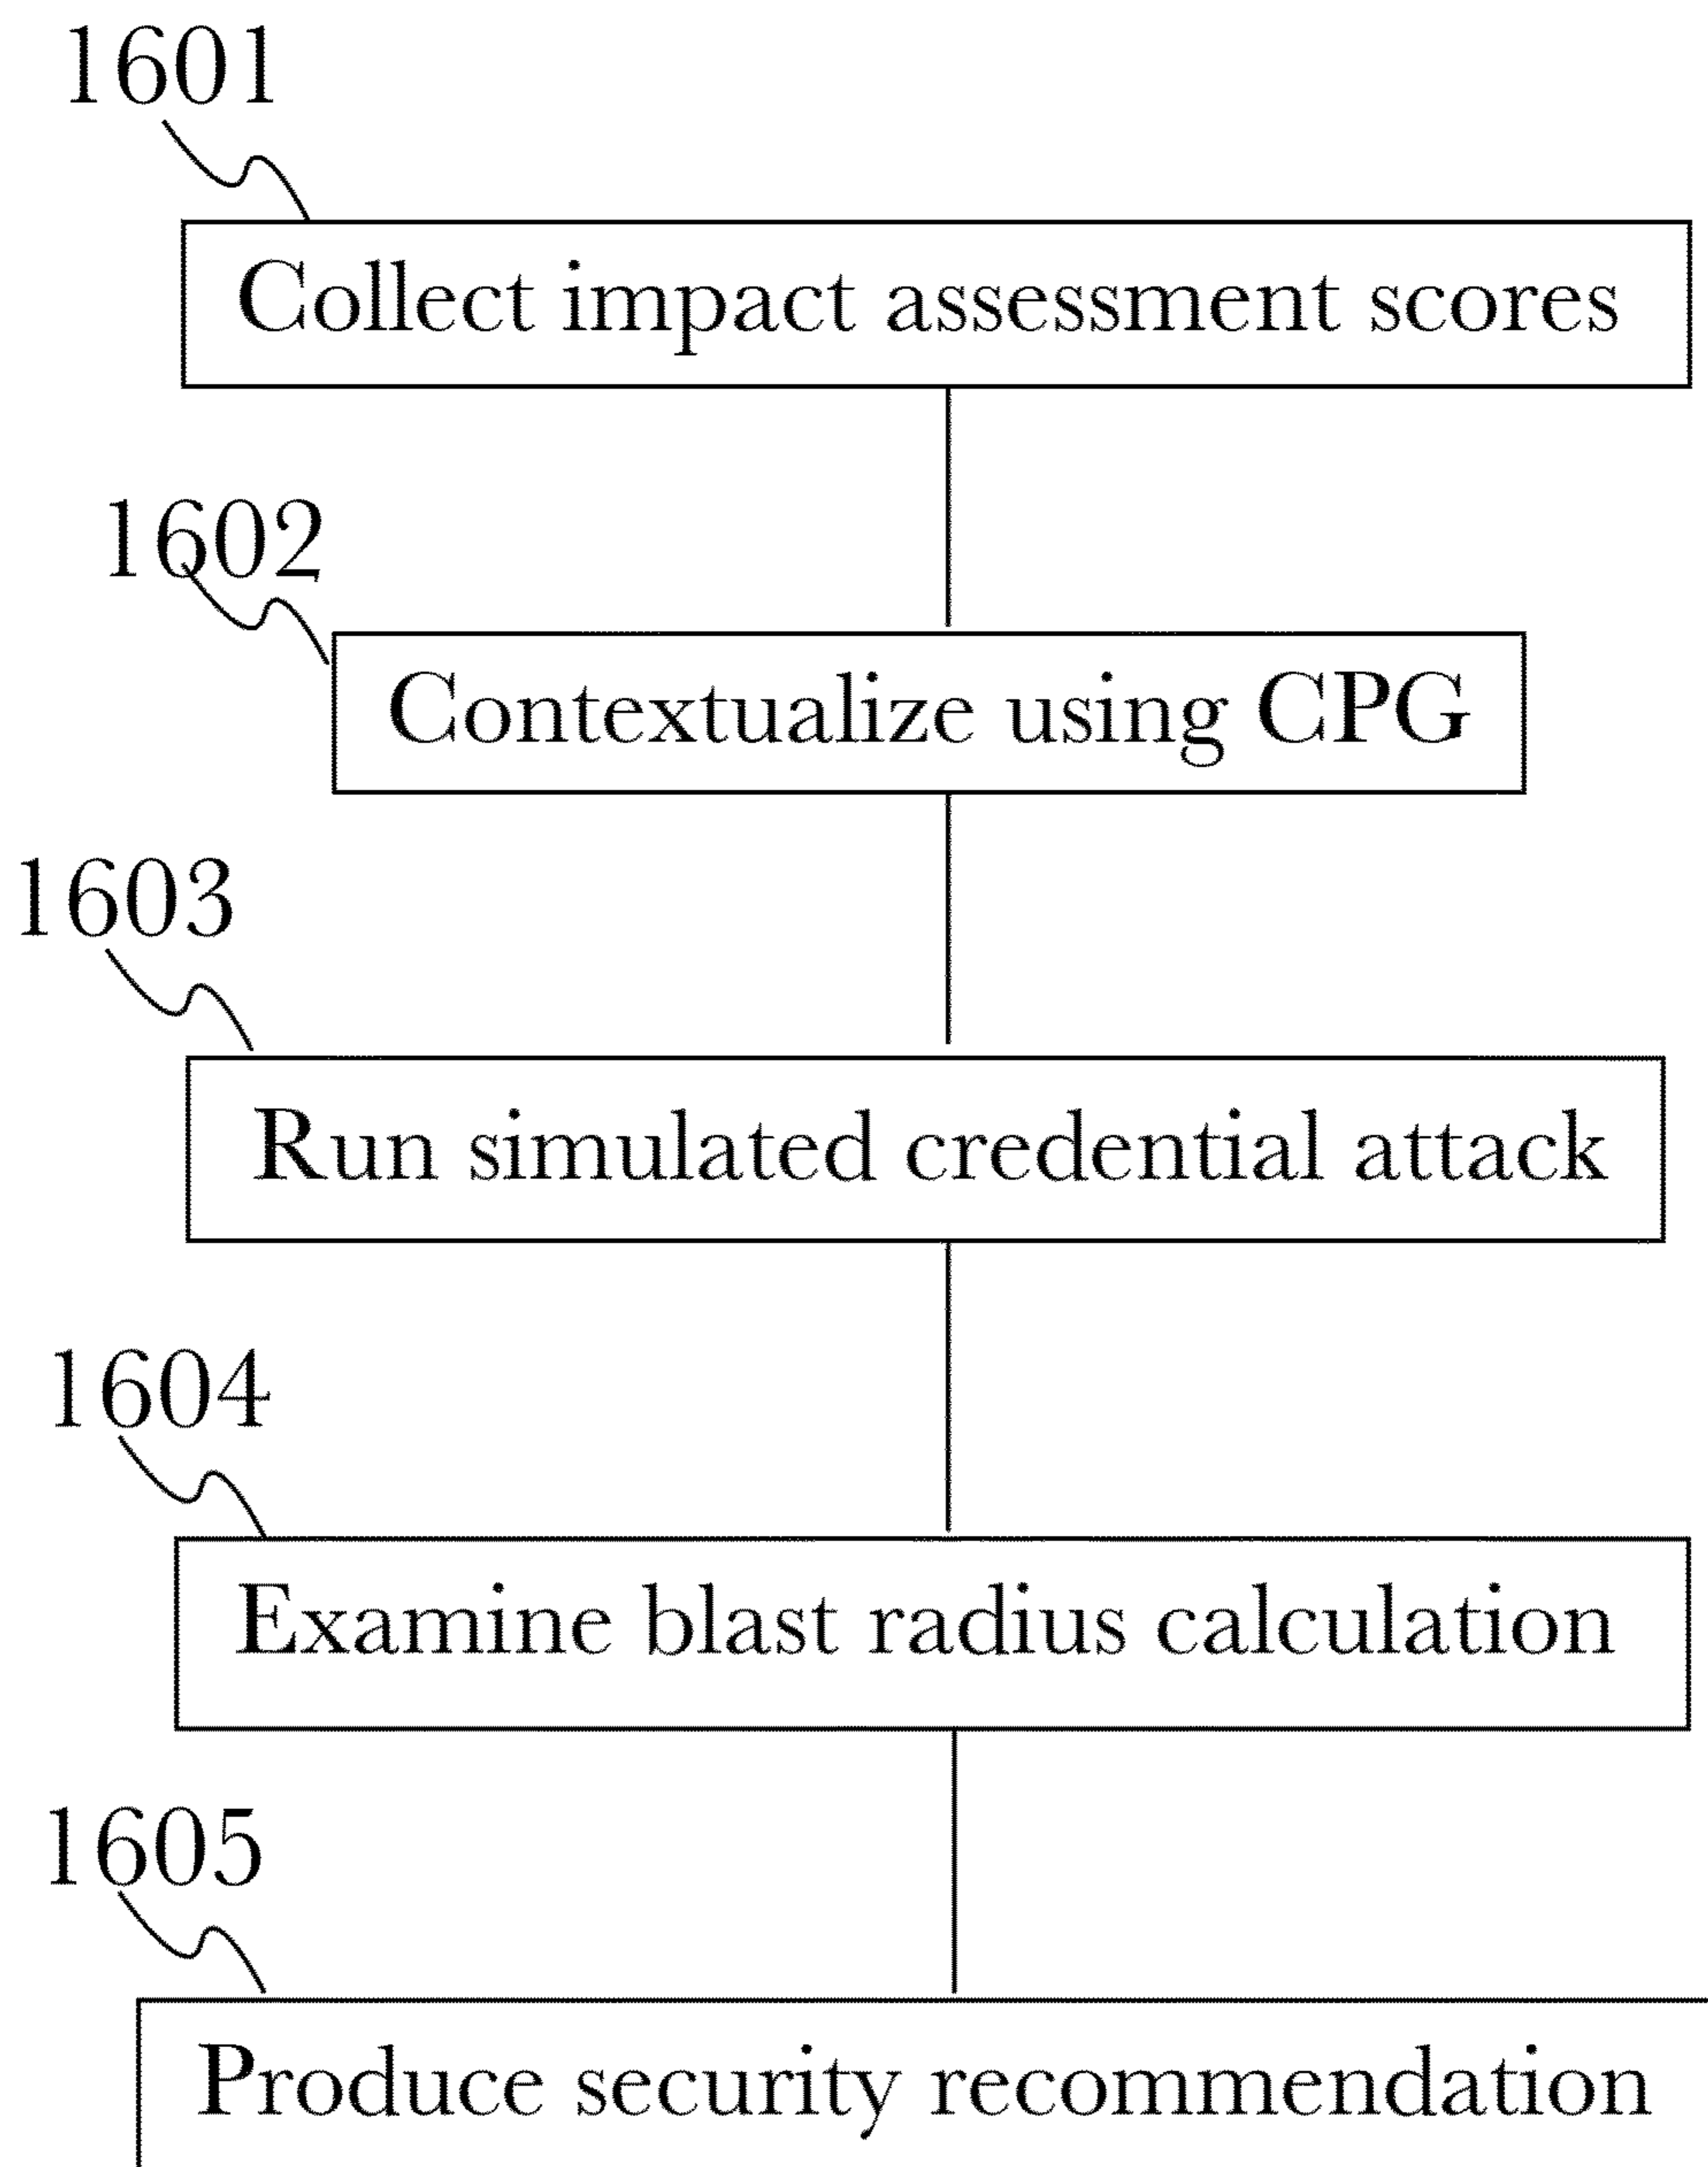 1601
Collect impact assessment scores
1602
Contextualize using CPG
1603
Run simulated credential attack
1604
Examine blast radius calculation
1605
Produce security recommendation